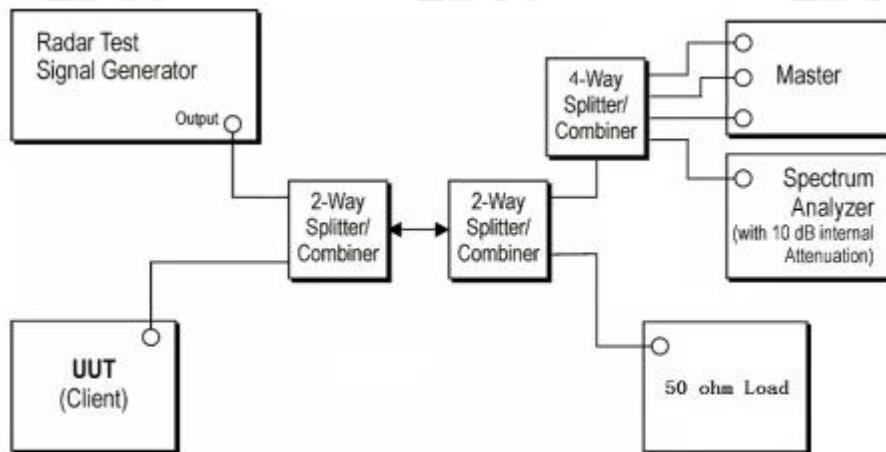 Radar Test
Signal Generator
Output
4-Way
Splitter/
Combiner
Master
2-Way
Splitter/
Combiner
2-Way
Splitter/
Combiner
Spectrum
Analyzer
(with 10 dB internal
Attenuation)
UUT
(Client)
50 ohm Load